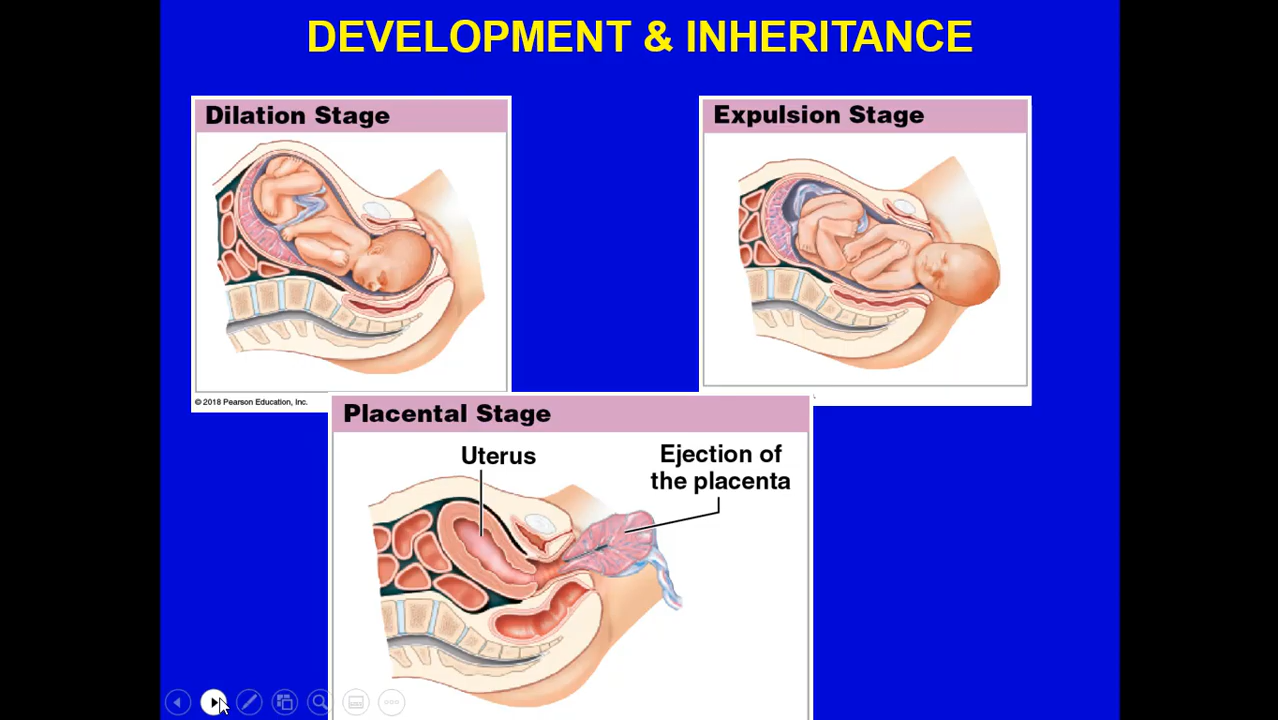 DEVELOPMENT & INHERITANCE
Dilation Stage
Expulsion Stage
© 2018 Pearson Education, Inc.
Placental Stage
Uterus
Ejection of
the placenta